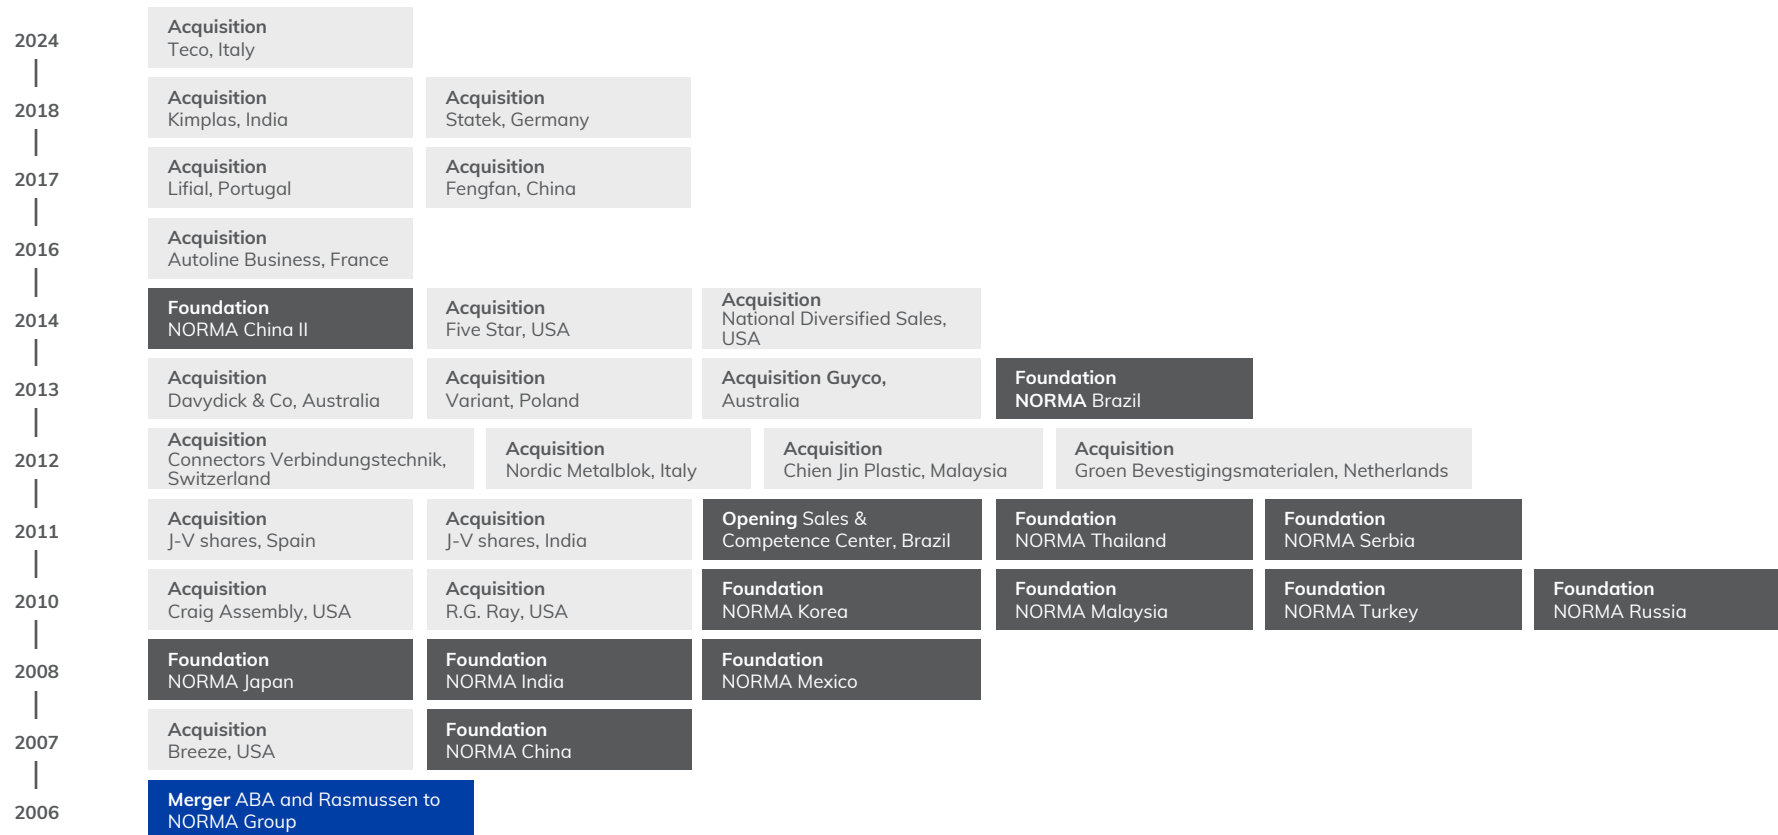 2024
Acquisition
Teco, Italy
2018
Acquisition
Kimplas, India
Acquisition
Statek, Germany
2017
Acquisition
Lifial, Portugal
Acquisition
Fengfan, China
2016
Acquisition
Autoline Business, France
2014
Foundation
NORMA China II
Acquisition
Five Star, USA
Acquisition
National Diversified Sales,
USA
2013
Acquisition
Davydick & Co, Australia
Acquisition
Variant, Poland
Acquisition Guyco,
Australia
Foundation
NORMA Brazil
2012
Acquisition
Connectors Verbindungstechnik,
Switzerland
Acquisition
Nordic Metalblok, Italy
Acquisition
Chien Jin Plastic, Malaysia
Acquisition
Groen Bevestigingsmaterialen, Netherlands
2011
Acquisition
J-V shares, Spain
Acquisition
J-V shares, India
Opening Sales &
Competence Center, Brazil
Foundation
NORMA Thailand
Foundation
NORMA Serbia
2010
Acquisition
Craig Assembly, USA
Acquisition
R.G. Ray, USA
Foundation
NORMA Korea
Foundation
NORMA Malaysia
Foundation
NORMA Turkey
Foundation
NORMA Russia
2008
Foundation
NORMA Japan
Foundation
NORMA India
Foundation
NORMA Mexico
2007
Acquisition
Breeze, USA
Foundation
NORMA China
2006
Merger ABA and Rasmussen to
NORMA Group